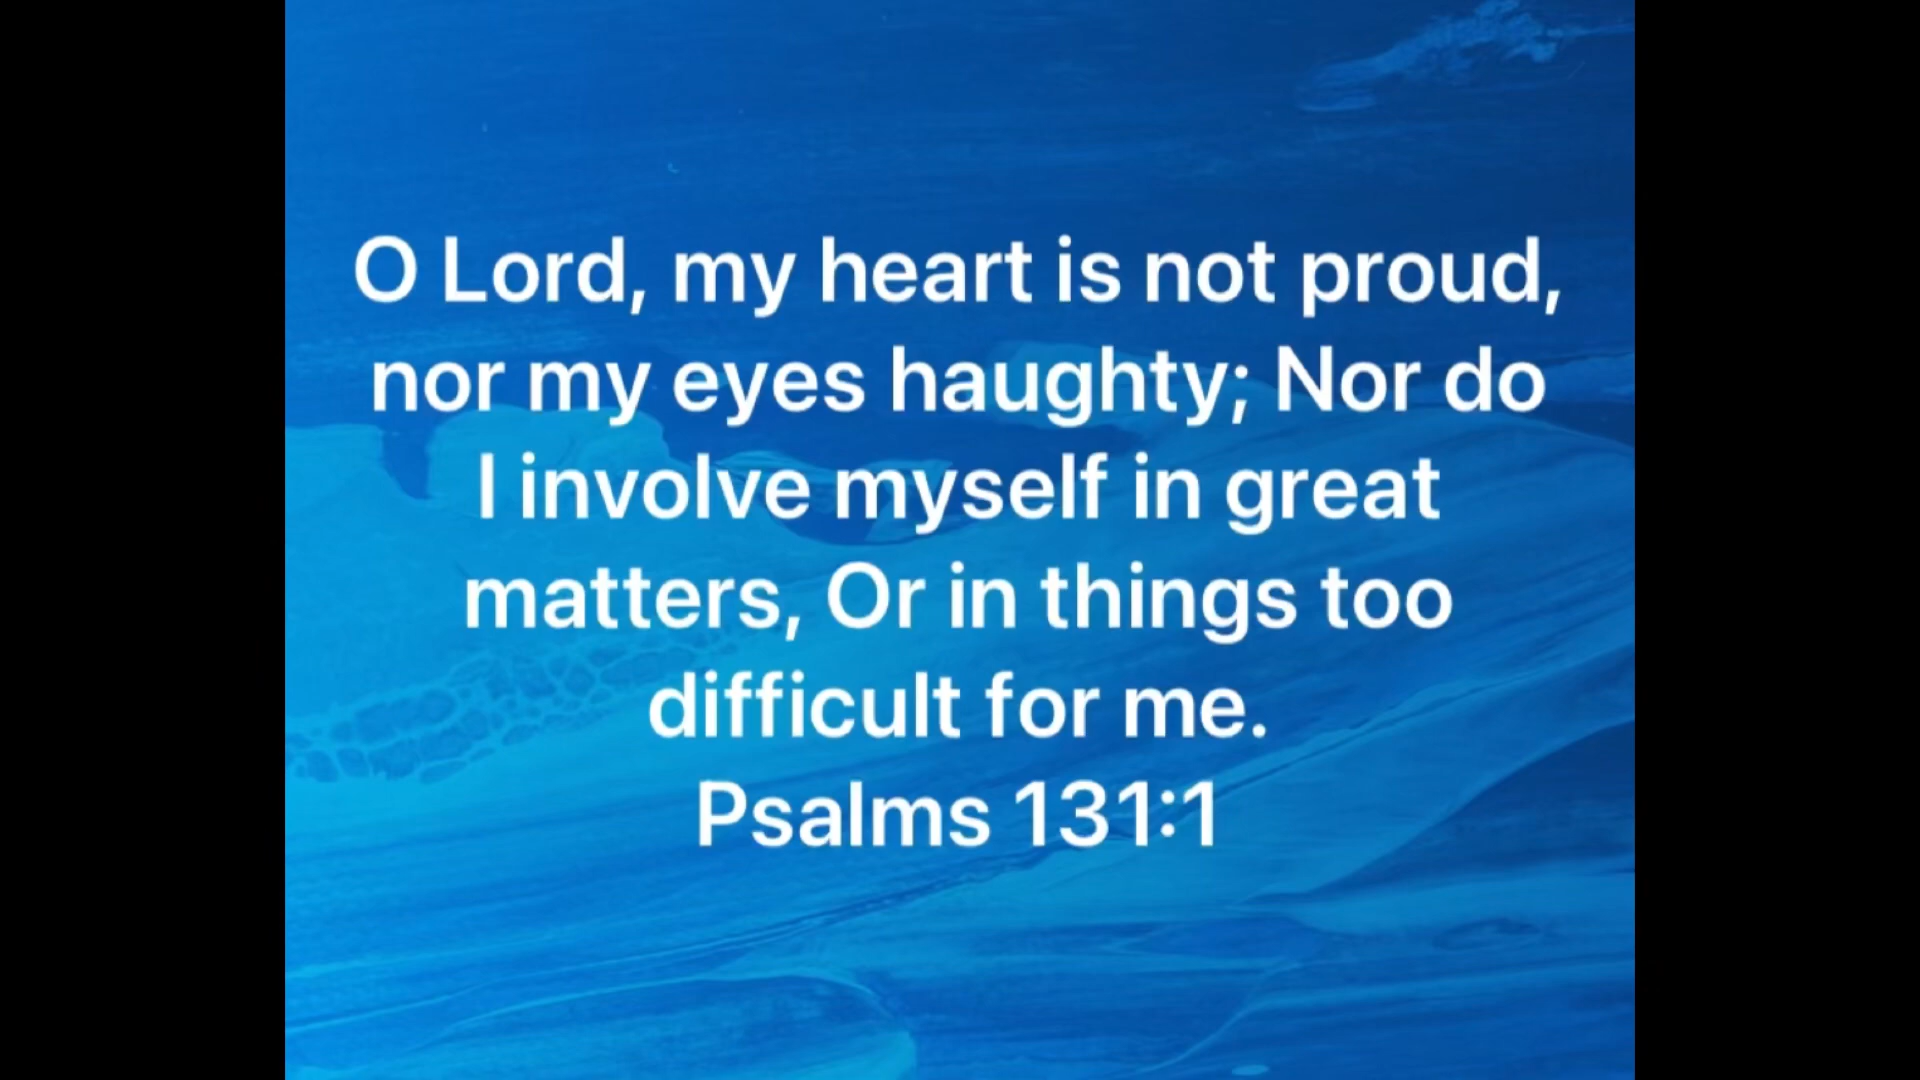 O Lord, my heart is not proud,
nor my eyes haughty; Nor do
I involve myself in great
matters, Or in things too
difficult for me.
Psalms 131:1